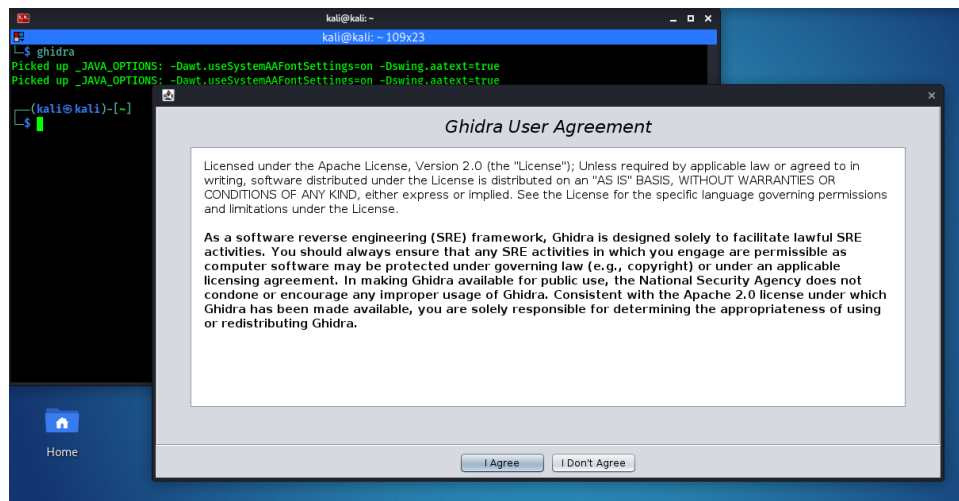 kali@kali: ~
kali@kali: ~ 109x23
└─$ ghidra
Picked up _JAVA_OPTIONS: -Dawt.useSystemAAFontSettings=on -Dswing.aatext=true
Picked up _JAVA_OPTIONS: -Dawt.useSystemAAFontSettings=on -Dswing.aatext=true
┌──(kali㉿kali)-[~]
└─$
Ghidra User Agreement
Licensed under the Apache License, Version 2.0 (the "License"); Unless required by applicable law or agreed to in
writing, software distributed under the License is distributed on an "AS IS" BASIS, WITHOUT WARRANTIES OR
CONDITIONS OF ANY KIND, either express or implied. See the License for the specific language governing permissions
and limitations under the License.
As a software reverse engineering (SRE) framework, Ghidra is designed solely to facilitate lawful SRE
activities. You should always ensure that any SRE activities in which you engage are permissible as
computer software may be protected under governing law (e.g., copyright) or under an applicable
licensing agreement. In making Ghidra available for public use, the National Security Agency does not
condone or encourage any improper usage of Ghidra. Consistent with the Apache 2.0 license under which
Ghidra has been made available, you are solely responsible for determining the appropriateness of using
or redistributing Ghidra.
I Agree
I Don't Agree
Home